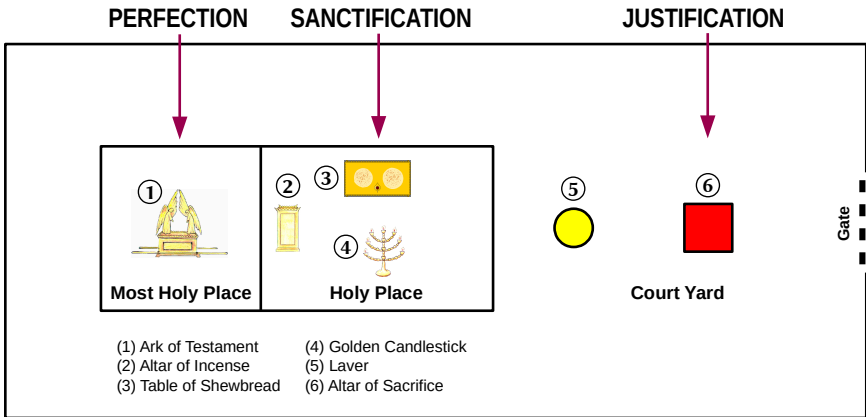 PERFECTION SANCTIFICATION JUSTIFICATION
1 2 3 4 5 6
Gate
Most Holy Place Holy Place Court Yard
(1) Ark of Testament (4) Golden Candlestick
(2) Altar of Incense (5) Laver
(3) Table of Shewbread (6) Altar of Sacrifice